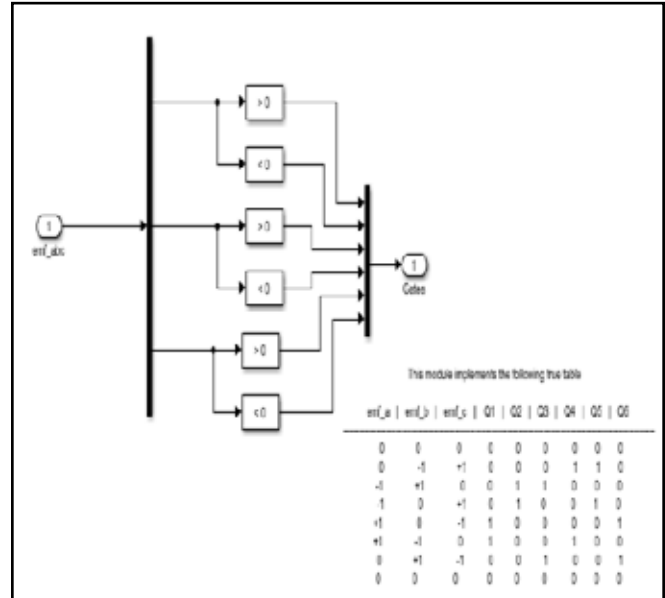 > 0
< 0
> 0
1
emf_abc
< 0
1
Gates
> 0
< 0
This module implements the following true table
emf_a | emf_b | emf_c | Q1 | Q2 | Q3 | Q4 | Q5 | Q6
0 0 0 0 0 0 0 0 0
0 -1 +1 0 0 0 1 1 0
-1 +1 0 0 1 1 0 0 0
-1 0 +1 0 1 0 0 1 0
+1 0 -1 1 0 0 0 0 1
+1 -1 0 1 0 0 1 0 0
0 +1 -1 0 0 1 0 0 1
0 0 0 0 0 0 0 0 0